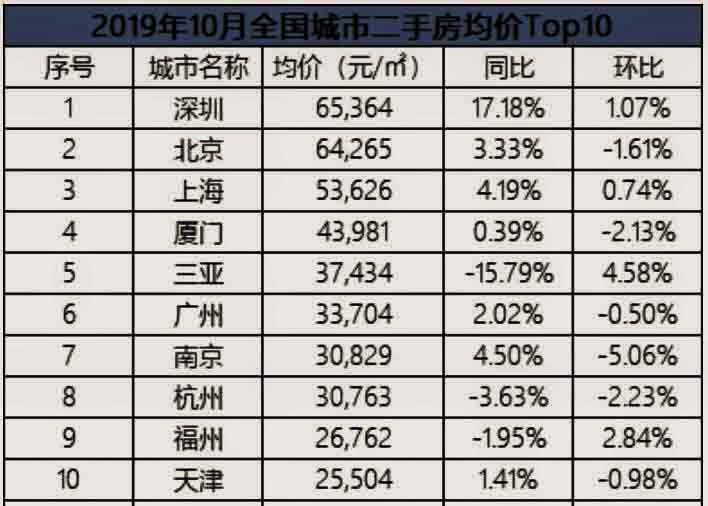 2019年10月全国城市二手房均价Top10
序号 城市名称 均价（元/㎡） 同比 环比
1 深圳 65,364 17.18% 1.07%
2 北京 64,265 3.33% -1.61%
3 上海 53,626 4.19% 0.74%
4 厦门 43,981 0.39% -2.13%
5 三亚 37,434 -15.79% 4.58%
6 广州 33,704 2.02% -0.50%
7 南京 30,829 4.50% -5.06%
8 杭州 30,763 -3.63% -2.23%
9 福州 26,762 -1.95% 2.84%
10 天津 25,504 1.41% -0.98%